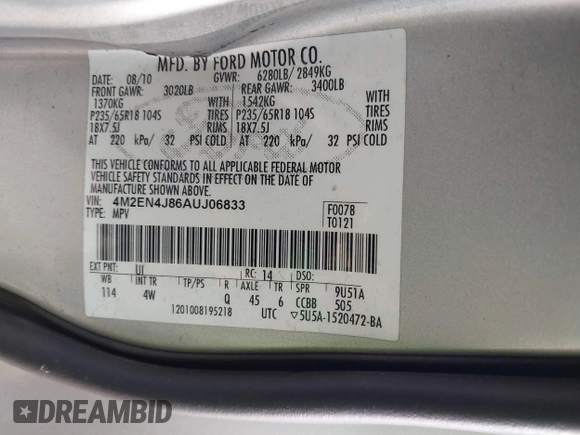 MFD. BY FORD MOTOR CO.
DATE: 08/10 GVWR: 6280LB/ 2849KG
FRONT GAWR: 3020LB REAR GAWR: 3400LB
1370KG WITH 1542KG WITH
P235/65R18 104S TIRES P235/65R18 104S TIRES
18X7.5J RIMS 18X7.5J RIMS
AT 220 kPa/ 32 PSI COLD AT 220 kPa/ 32 PSI COLD
THIS VEHICLE CONFORMS TO ALL APPLICABLE FEDERAL MOTOR
VEHICLE SAFETY STANDARDS IN EFFECT ON THE DATE OF
MANUFACTURE SHOWN ABOVE.
VIN: 4M2EN4J86AUJ06833 F0078
TYPE: MPV T0121
EXT PNT: UI RC: 14 DSO:
WB TP/PS R AXLE TR SPR 9U51A
114 4W Q 45 6 CCBB 505
1201008195218 UTC ▽5U5A-1520472-BA
DREAMBID